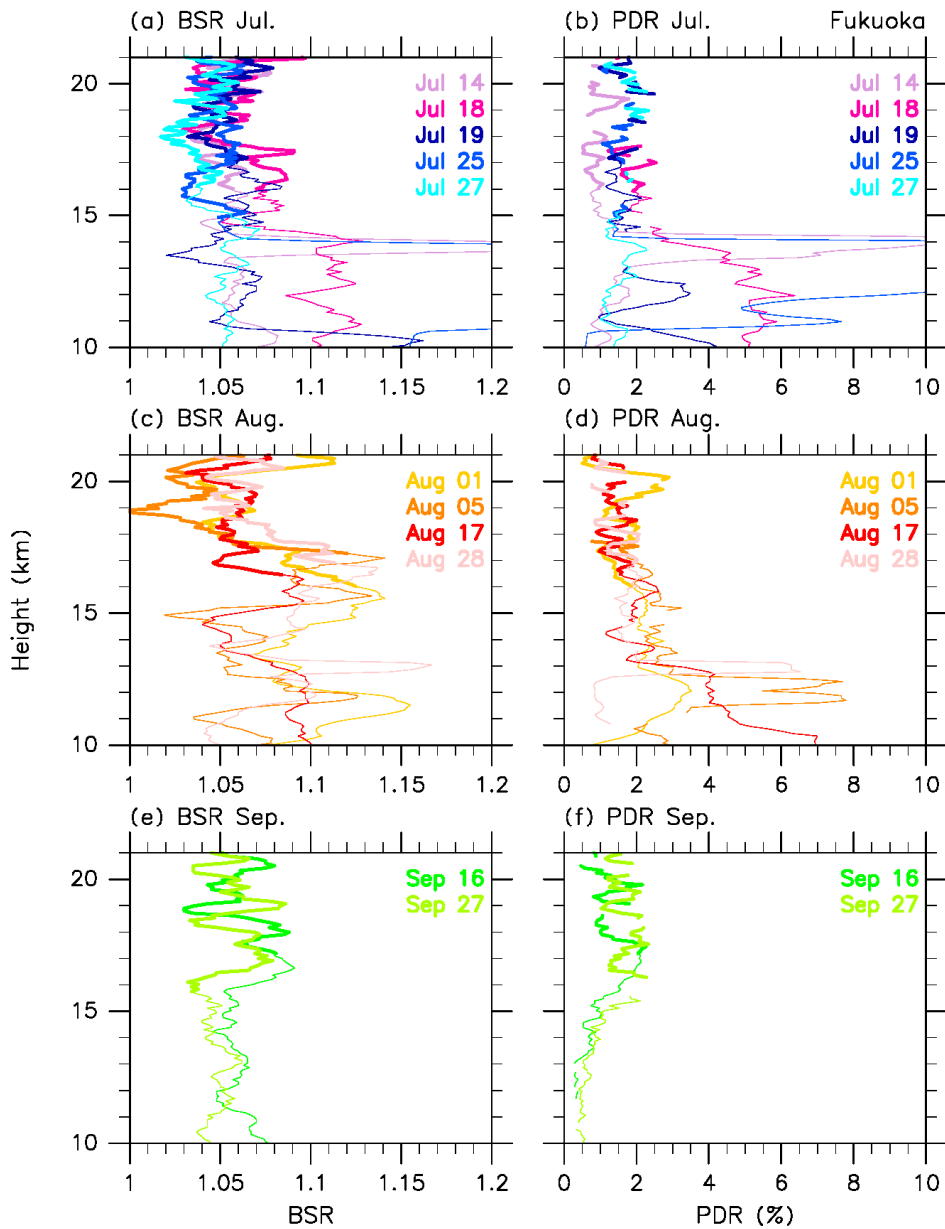 (a) BSR Jul.
(b) PDR Jul. Fukuoka
20
15
10
Jul 14
Jul 18
Jul 19
Jul 25
Jul 27
Jul 14
Jul 18
Jul 19
Jul 25
Jul 27
1 1.05 1.1 1.15 1.2
0 2 4 6 8 10
(c) BSR Aug.
(d) PDR Aug.
Height (km)
20
15
10
Aug 01
Aug 05
Aug 17
Aug 28
Aug 01
Aug 05
Aug 17
Aug 28
1 1.05 1.1 1.15 1.2
0 2 4 6 8 10
(e) BSR Sep.
(f) PDR Sep.
20
15
10
Sep 16
Sep 27
Sep 16
Sep 27
1 1.05 1.1 1.15 1.2
0 2 4 6 8 10
BSR
PDR (%)